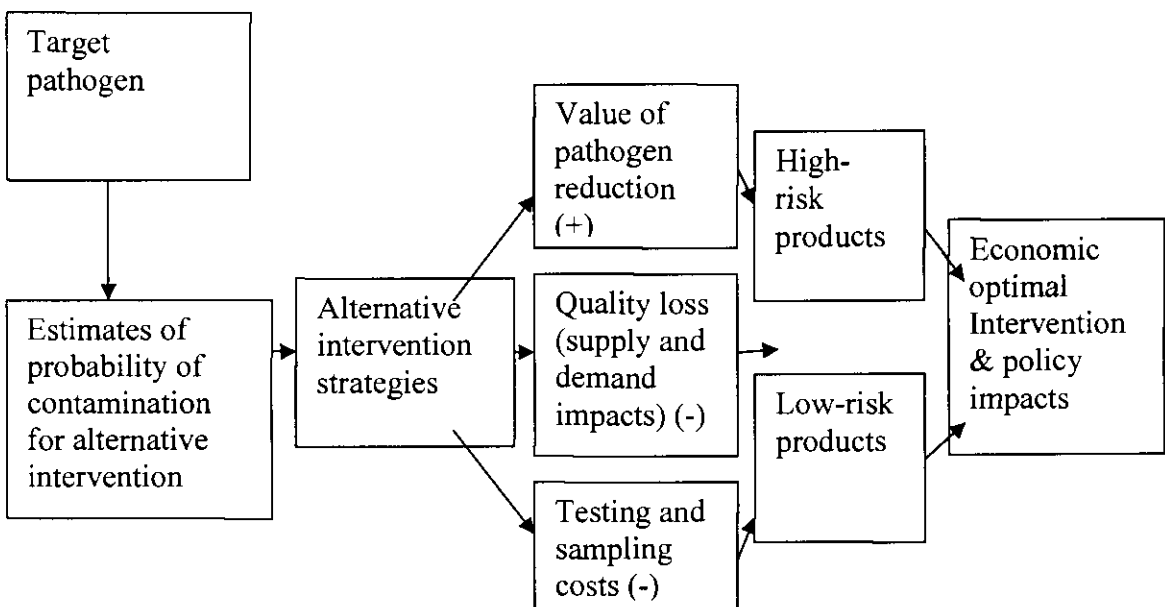 Target
pathogen
Estimates of
probability of
contamination
for alternative
intervention
Alternative
intervention
strategies
Value of
pathogen
reduction
(+)
Quality loss
(supply and
demand
impacts) (-)
Testing and
sampling
costs (-)
High-
risk
products
Low-risk
products
Economic
optimal
Intervention
& policy
impacts